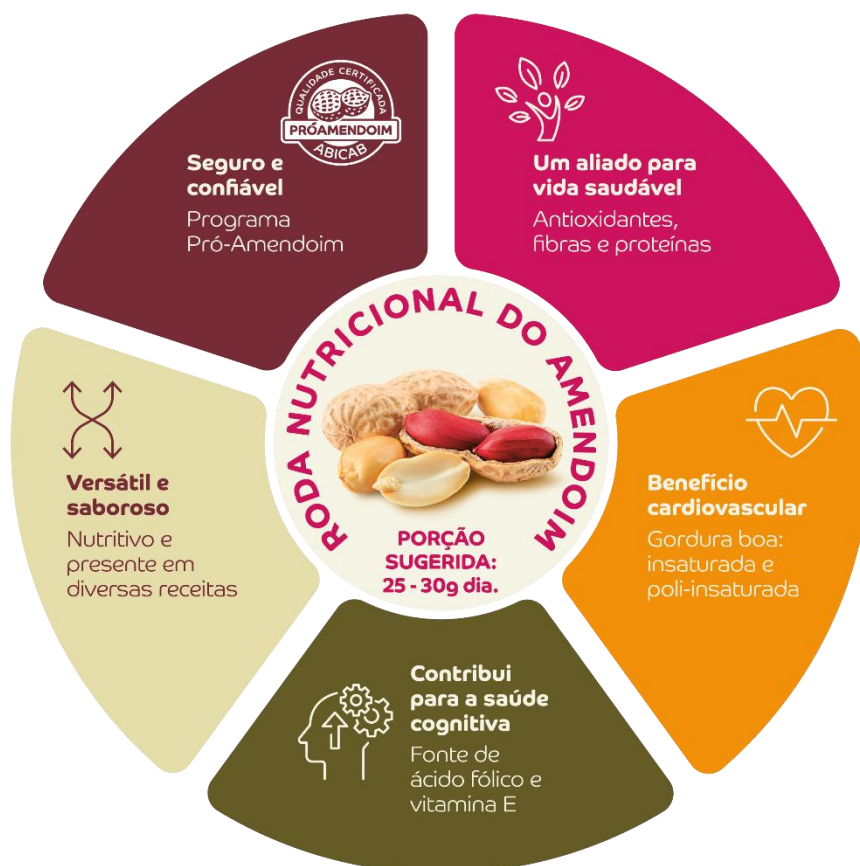 QUALIDADE CERTIFICADA
PRÓAMENDOIM
ABICAB
Seguro e
confiável
Programa
Pró-Amendoim
Um aliado para
vida saudável
Antioxidantes,
fibras e proteínas
RODA NUTRICIONAL DO AMENDOIM
PORÇÃO
SUGERIDA:
25 - 30g dia.
Versátil e
saboroso
Nutritivo e
presente em
diversas receitas
Benefício
cardiovascular
Gordura boa:
insaturada e
poli-insaturada
Contribui
para a saúde
cognitiva
Fonte de
ácido fólico e
vitamina E